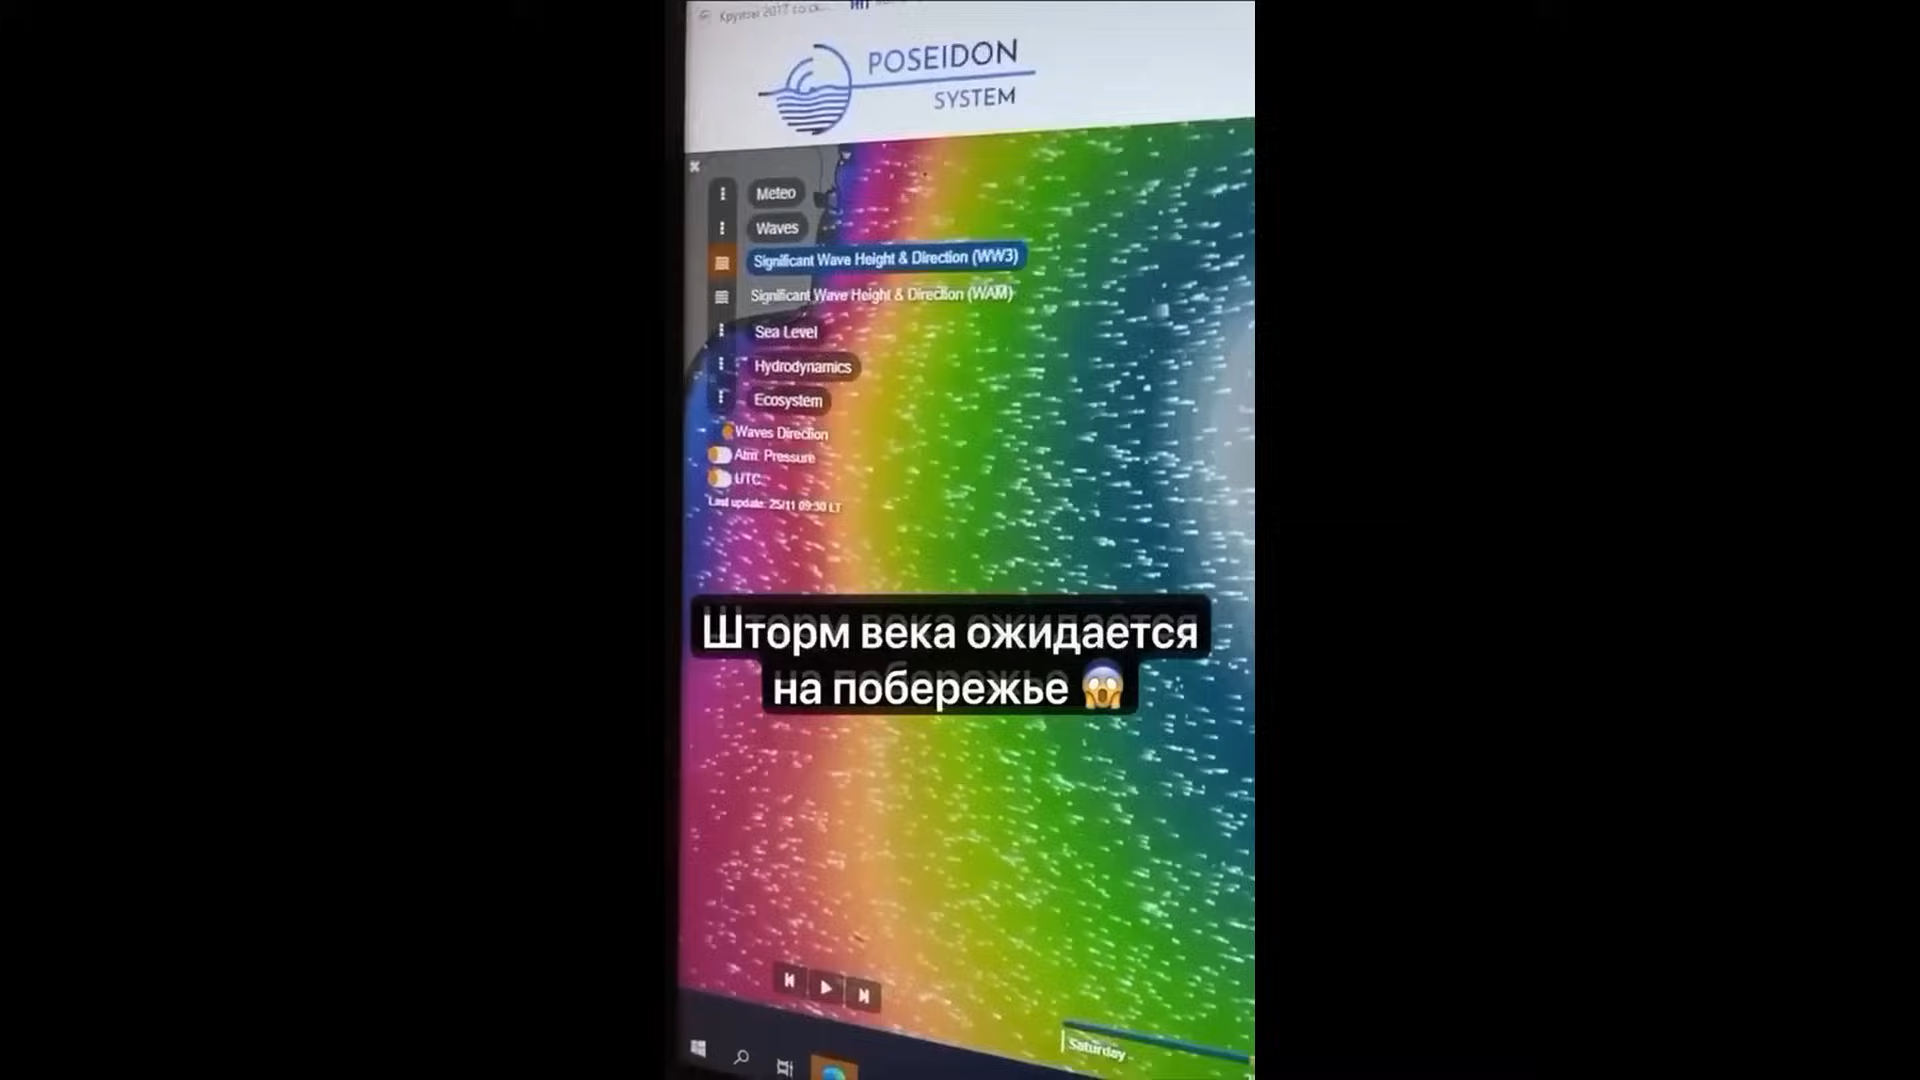 POSEIDON
SYSTEM
Meteo
Waves
Significant Wave Height & Direction (WW3)
Significant Wave Height & Direction (WAM)
Sea Level
Hydrodynamics
Ecosystem
Waves Direction
Atm. Pressure
UTC
Last update: 25/11 09:30 LT
Шторм века ожидается
на побережье 😱
Saturday -